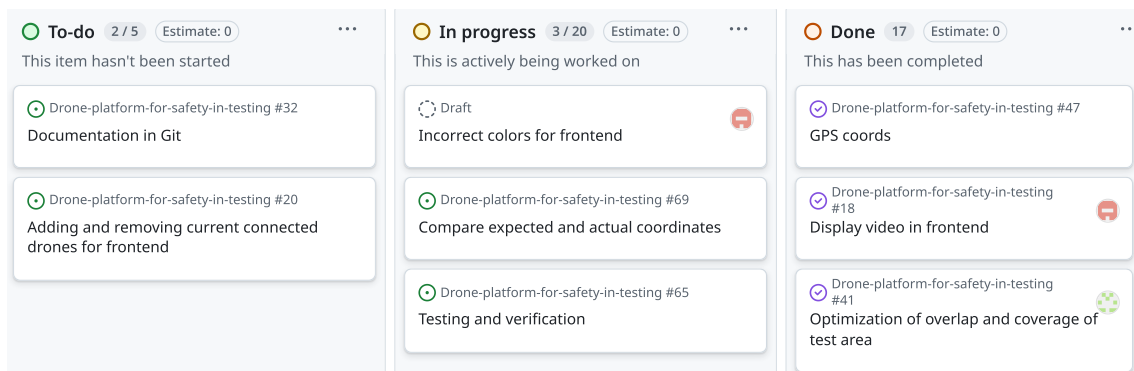 To-do 2 / 5 Estimate: 0
This item hasn't been started
Drone-platform-for-safety-in-testing #32
Documentation in Git
Drone-platform-for-safety-in-testing #20
Adding and removing current connected
drones for frontend
In progress 3 / 20 Estimate: 0
This is actively being worked on
Draft
Incorrect colors for frontend
Drone-platform-for-safety-in-testing #69
Compare expected and actual coordinates
Drone-platform-for-safety-in-testing #65
Testing and verification
Done 17 Estimate: 0
This has been completed
Drone-platform-for-safety-in-testing #47
GPS coords
Drone-platform-for-safety-in-testing
#18
Display video in frontend
Drone-platform-for-safety-in-testing
#41
Optimization of overlap and coverage of
test area